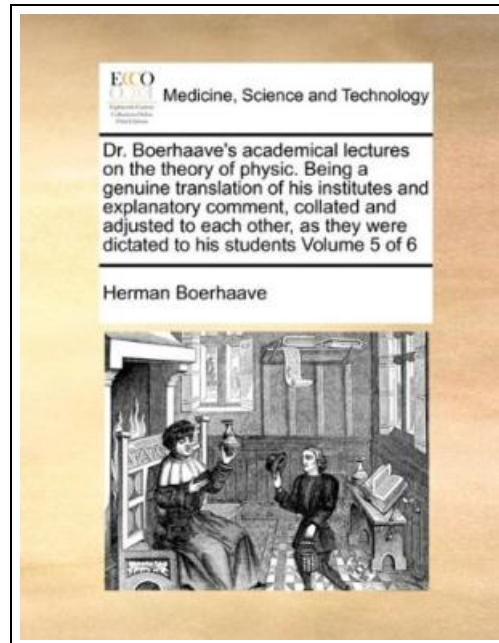 ECCO
Medicine, Science and Technology
Dr. Boerhaave's academical lectures
on the theory of physic. Being a
genuine translation of his institutes and
explanatory comment, collated and
adjusted to each other, as they were
dictated to his students Volume 5 of 6
Herman Boerhaave